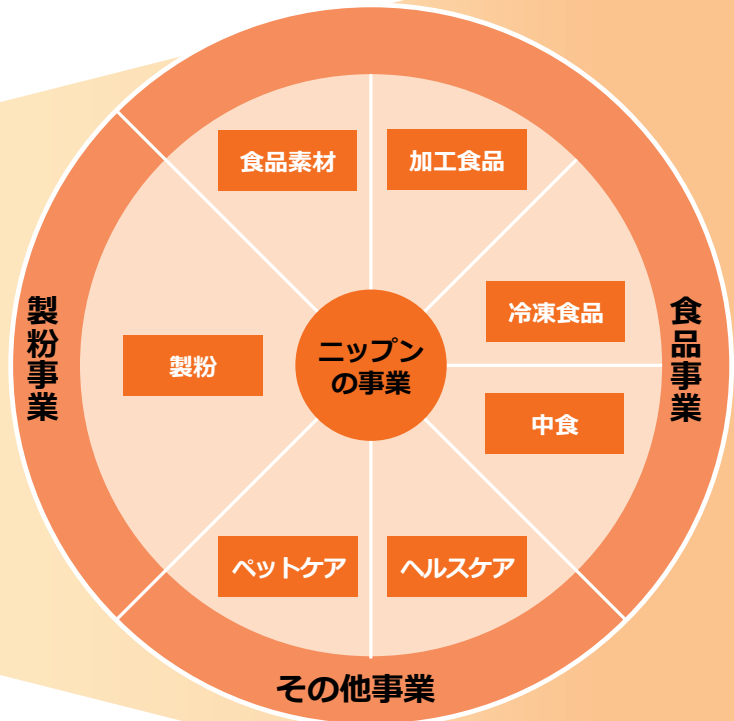 食品素材
加工食品
製粉事業
製粉
ニップン
の事業
冷凍食品
食品事業
中食
ペットケア
ヘルスケア
その他事業